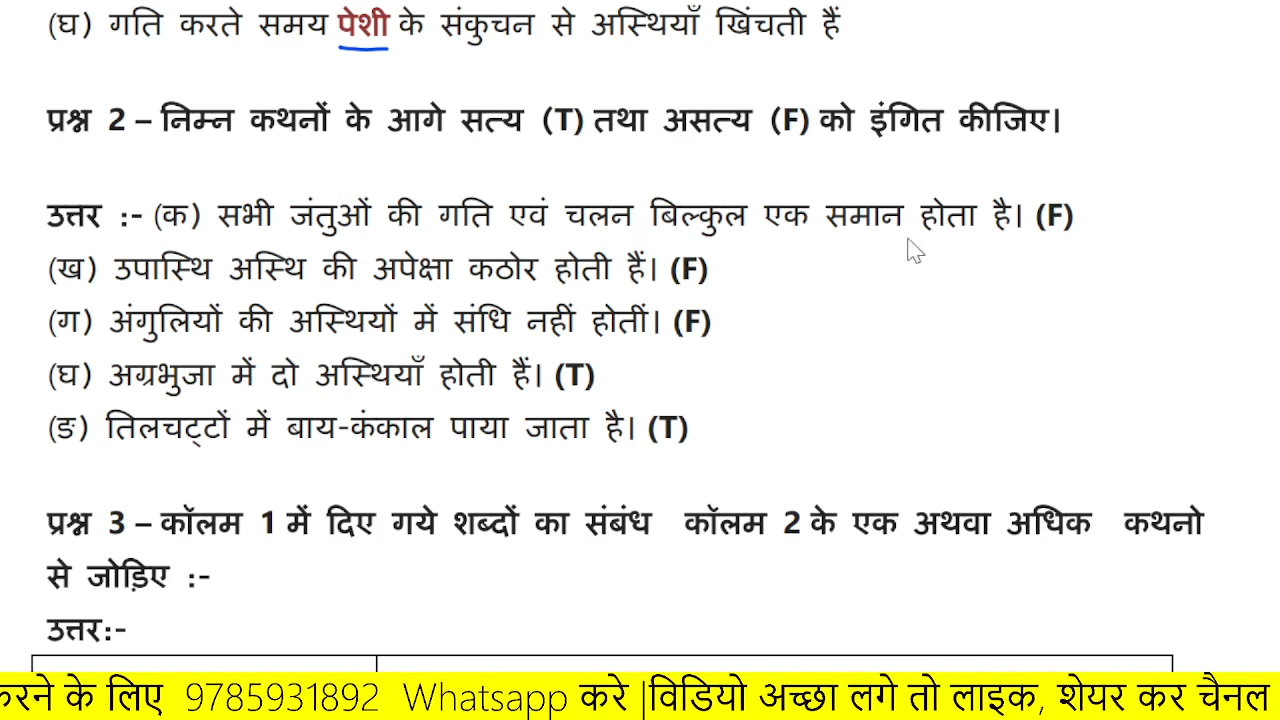 (घ) गति करते समय पेशी के संकुचन से अस्थियाँ खिंचती हैं
प्रश्न 2 – निम्न कथनों के आगे सत्य (T) तथा असत्य (F) को इंगित कीजिए।
उत्तर :- (क) सभी जंतुओं की गति एवं चलन बिल्कुल एक समान होता है। (F)
(ख) उपास्थि अस्थि की अपेक्षा कठोर होती हैं। (F)
(ग) अंगुलियों की अस्थियों में संधि नहीं होतीं। (F)
(घ) अग्रभुजा में दो अस्थियाँ होती हैं। (T)
(ङ) तिलचट्टों में बाय-कंकाल पाया जाता है। (T)
प्रश्न 3 – कॉलम 1 में दिए गये शब्दों का संबंध कॉलम 2 के एक अथवा अधिक कथनो
से जोड़िए :-
उत्तर:-
करने के लिए 9785931892 Whatsapp करे |विडियो अच्छा लगे तो लाइक, शेयर कर चैनल